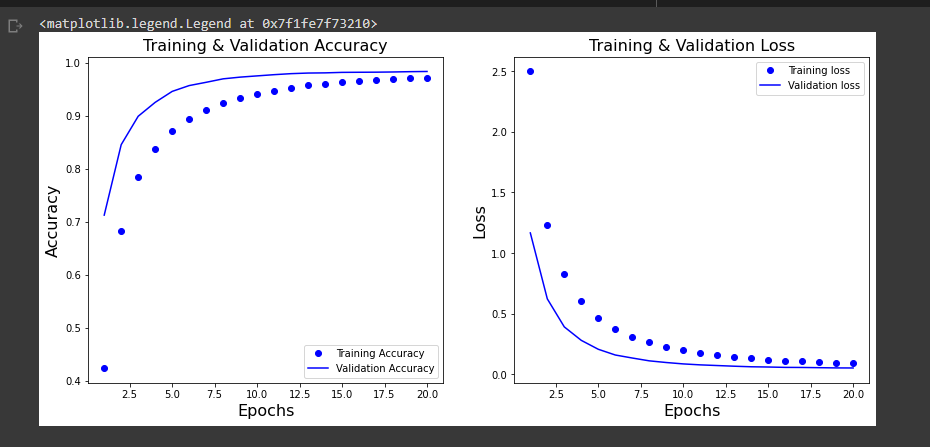 <matplotlib.legend.Legend at 0x7f1fe7f73210>
Training & Validation Accuracy
1.0
0.9
0.8
0.7
0.6
0.5
0.4
Accuracy
Training Accuracy
Validation Accuracy
2.5 5.0 7.5 10.0 12.5 15.0 17.5 20.0
Epochs
Training & Validation Loss
2.5
2.0
1.5
1.0
0.5
0.0
Loss
Training loss
Validation loss
2.5 5.0 7.5 10.0 12.5 15.0 17.5 20.0
Epochs